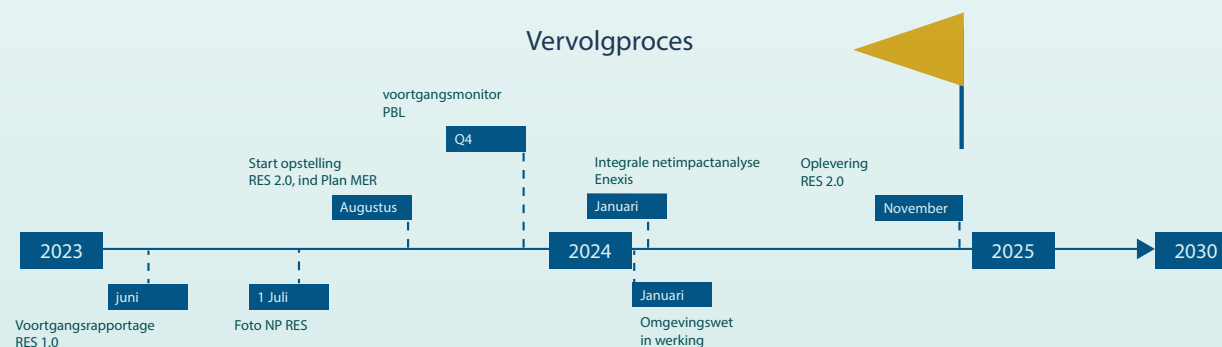 Vervolgproces
voortgangsmonitor
PBL
Q4
Start opstelling
RES 2.0, ind Plan MER
Augustus
Integrale netimpactanalyse
Enexis
Januari
Oplevering
RES 2.0
November
2023
2024
2025
2030
juni
Voortgangsrapportage
RES 1.0
1 Juli
Foto NP RES
Januari
Omgevingswet
in werking